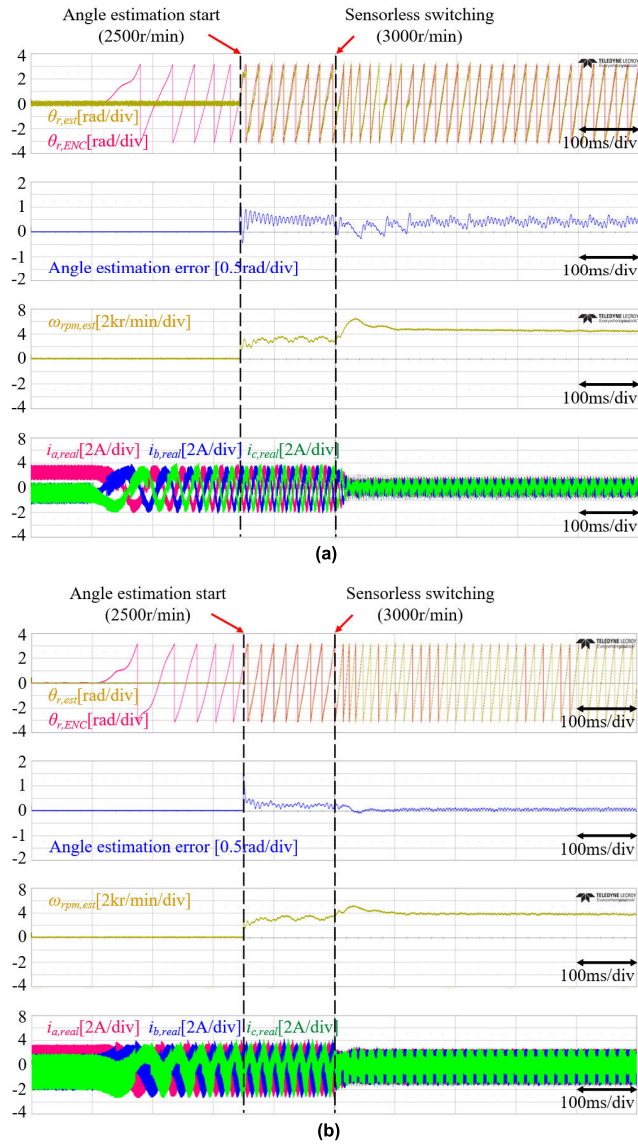 Angle estimation start
(2500r/min)
Sensorless switching
(3000r/min)
4
2
0
-2
-4
θr,est[rad/div]
θr,ENC[rad/div]
TELEDYNE LECROY
Everywhereyoulook
100ms/div
2
1
0
-1
-2
Angle estimation error [0.5rad/div]
100ms/div
8
4
0
-2
-4
ωrpm,est[2kr/min/div]
TELEDYNE LECROY
Everywhereyoulook
100ms/div
8
4
0
-2
-4
ia,real[2A/div] ib,real[2A/div] ic,real[2A/div]
100ms/div
(a)
Angle estimation start
(2500r/min)
Sensorless switching
(3000r/min)
4
2
0
-2
-4
θr,est[rad/div]
θr,ENC[rad/div]
TELEDYNE LECROY
Everywhereyoulook
100ms/div
2
1
0
1
2
Angle estimation error [0.5rad/div]
100ms/div
8
4
0
-2
-4
ωrpm,est[2kr/min/div]
TELEDYNE LECROY
Everywhereyoulook
100ms/div
8
4
0
-2
-4
ia,real[2A/div] ib,real[2A/div] ic,real[2A/div]
100ms/div
(b)